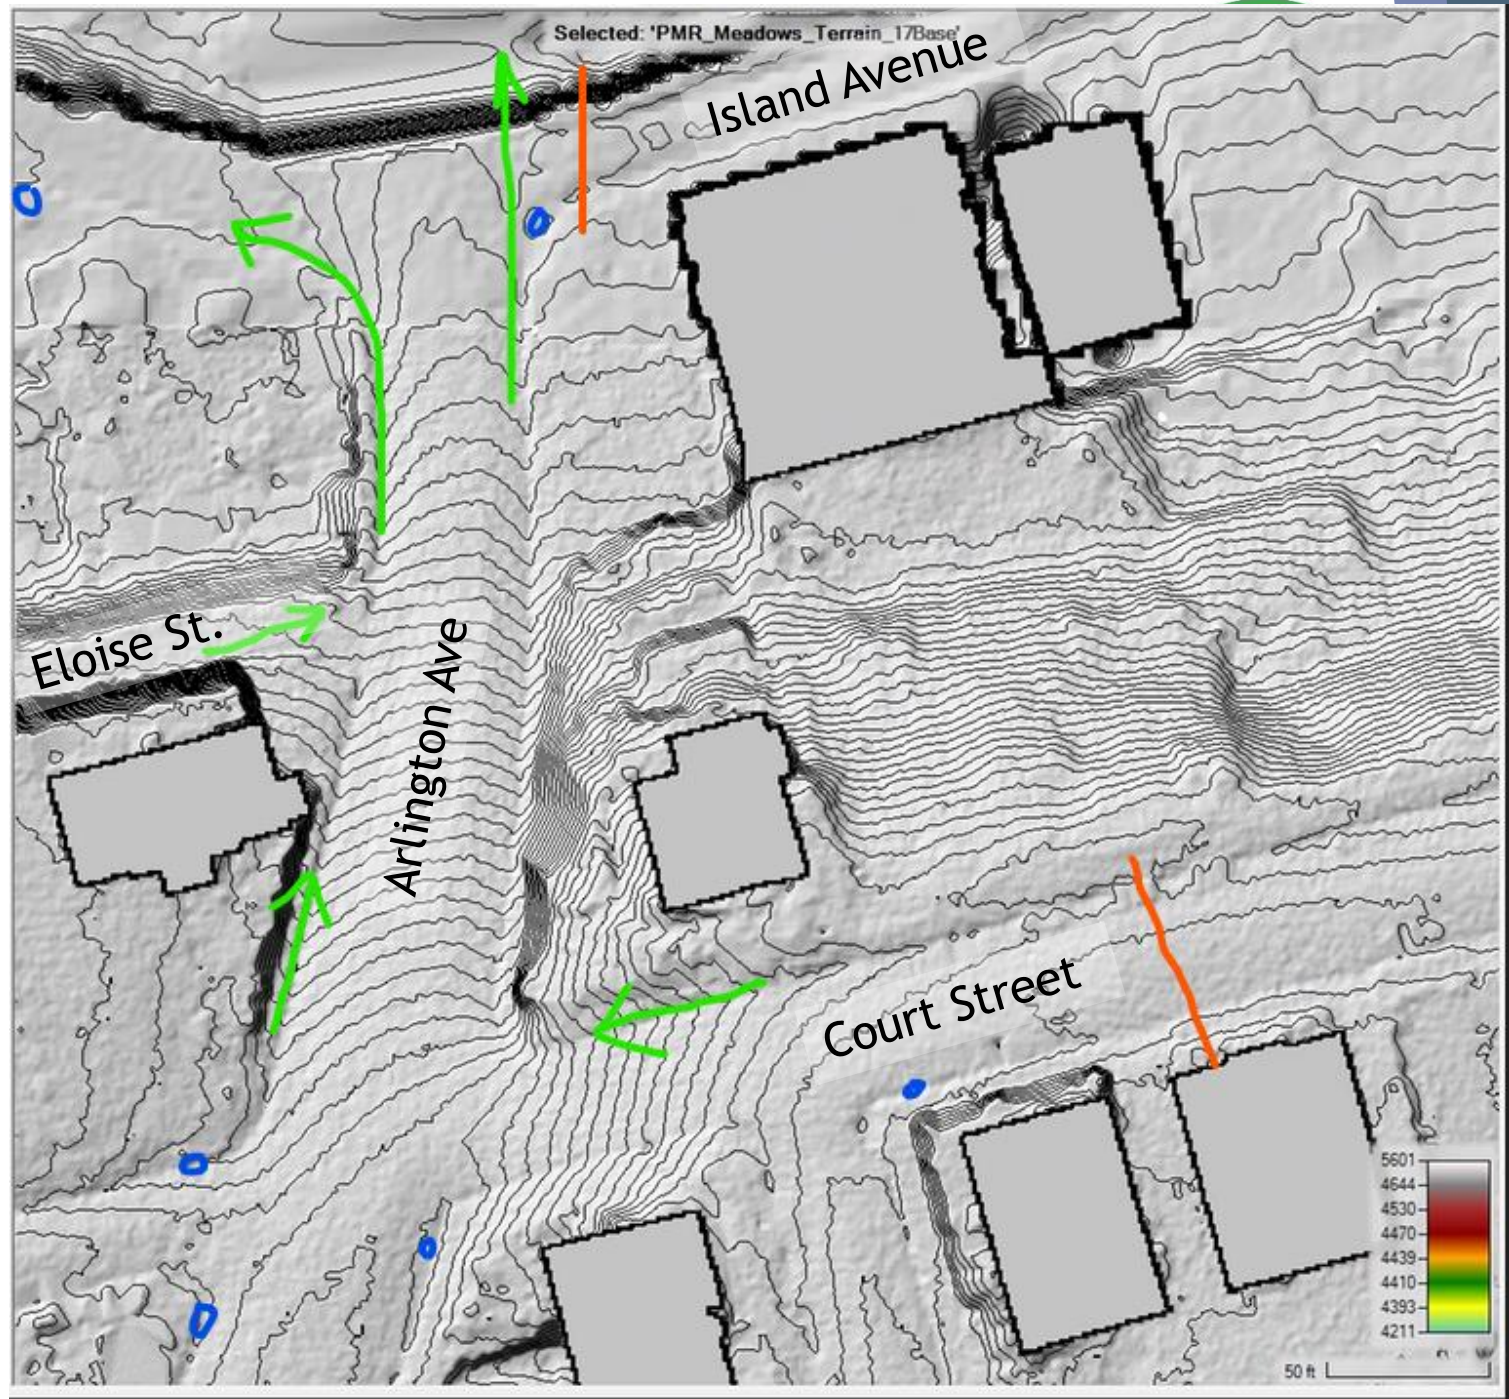 Selected: 'PMR_Meadows_Terrain_17Base'
Island Avenue
Eloise St.
Arlington Ave
Court Street
5601
4644
4530
4470
4439
4410
4393
4211
50 ft